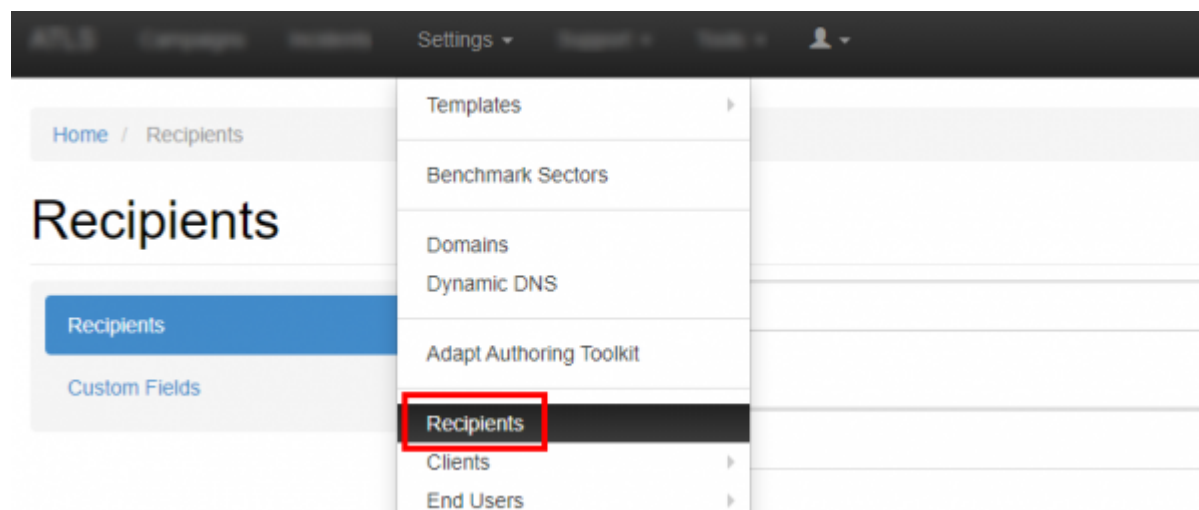 Settings
Home / Recipients
Recipients
Recipients
Custom Fields
Templates
Benchmark Sectors
Domains
Dynamic DNS
Adapt Authoring Toolkit
Recipients
Clients
End Users